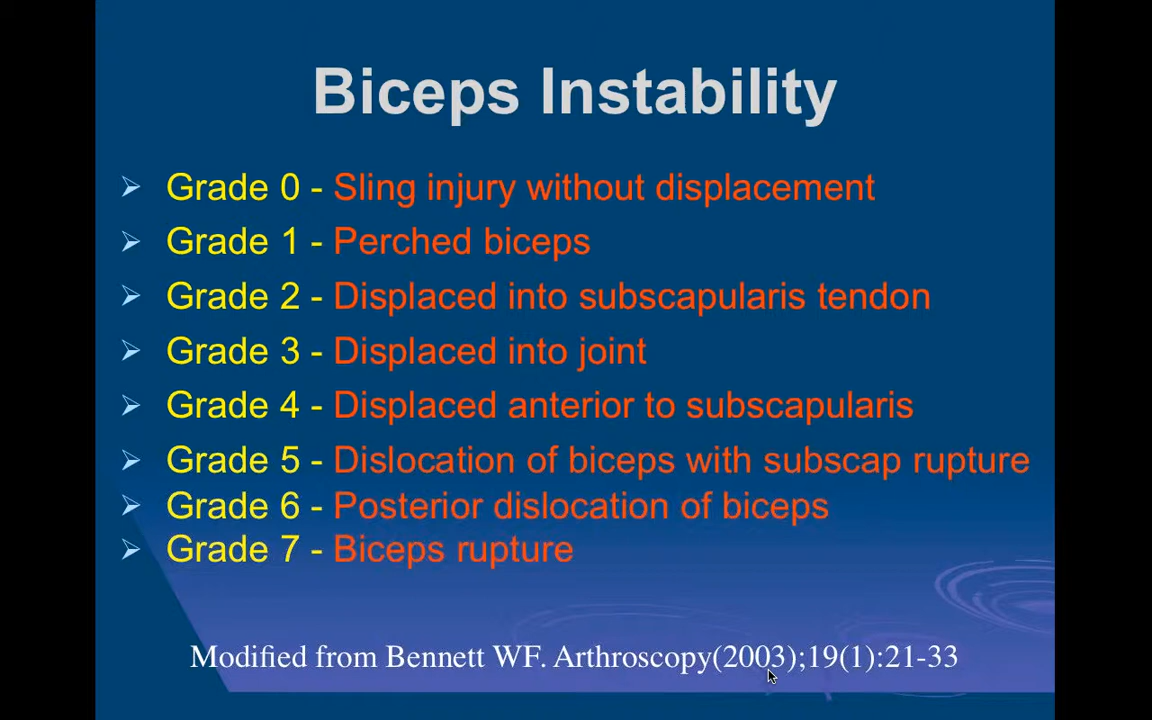 Biceps Instability
Grade 0 - Sling injury without displacement
Grade 1 - Perched biceps
Grade 2 - Displaced into subscapularis tendon
Grade 3 - Displaced into joint
Grade 4 - Displaced anterior to subscapularis
Grade 5 - Dislocation of biceps with subscap rupture
Grade 6 - Posterior dislocation of biceps
Grade 7 - Biceps rupture
Modified from Bennett WF. Arthroscopy(2003);19(1):21-33